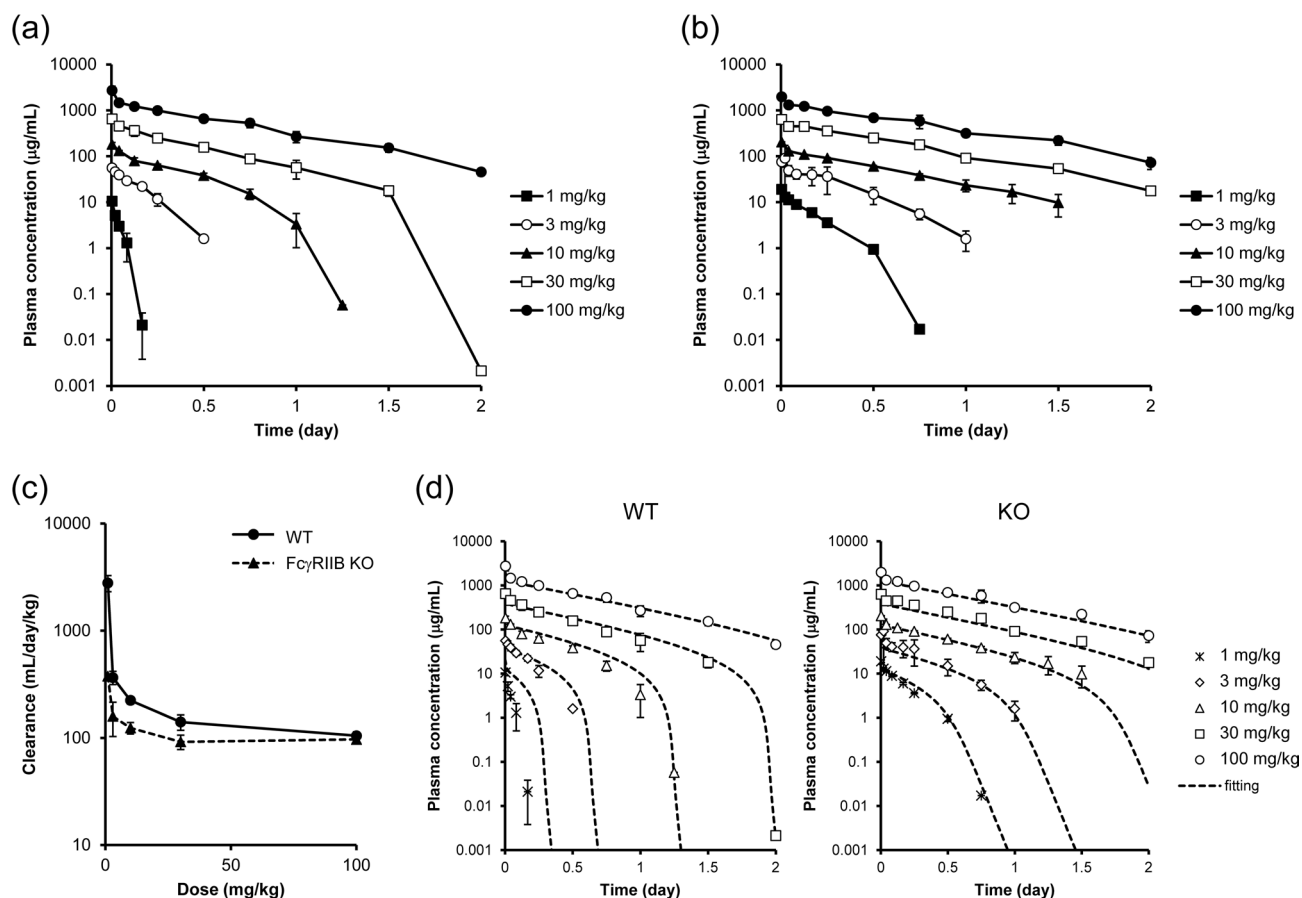 (a)
Plasma concentration (μg/mL)
10000
1000
100
10
1
0.1
0.01
0.001
0
0.5
1
1.5
2
Time (day)
1 mg/kg
3 mg/kg
10 mg/kg
30 mg/kg
100 mg/kg
(b)
Plasma concentration (μg/mL)
10000
1000
100
10
1
0.1
0.01
0.001
0
0.5
1
1.5
2
Time (day)
1 mg/kg
3 mg/kg
10 mg/kg
30 mg/kg
100 mg/kg
(c)
Clearance (mL/day/kg)
10000
1000
100
10
0
50
100
Dose (mg/kg)
WT
FcγRIIB KO
(d)
WT
Plasma concentration (μg/mL)
10000
1000
100
10
1
0.1
0.01
0.001
0
0.5
1
1.5
2
Time (day)
KO
Plasma concentration (μg/mL)
10000
1000
100
10
1
0.1
0.01
0.001
0
0.5
1
1.5
2
Time (day)
1 mg/kg
3 mg/kg
10 mg/kg
30 mg/kg
100 mg/kg
fitting